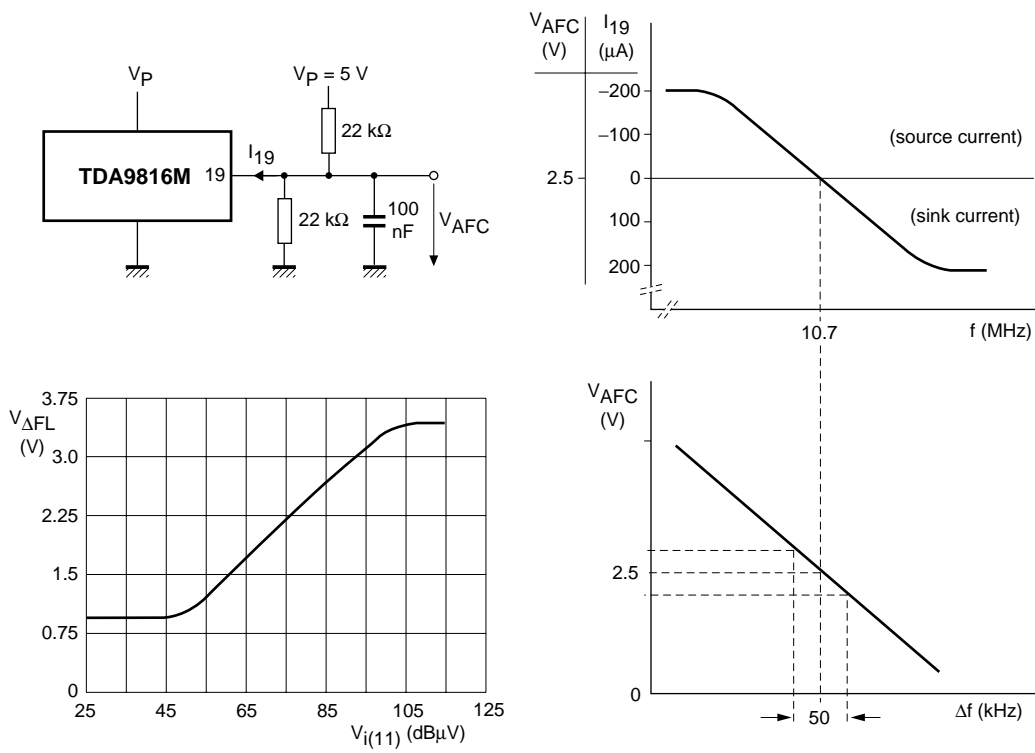 V_P
V_P = 5 V
22 kΩ
I_19
TDA9816M 19
22 kΩ
100
nF
V_AFC
V_AFC
(V)
I_19
(μA)
−200
−100
2.5
0
100
200
(source current)
(sink current)
10.7
f (MHz)
V_ΔFL
(V)
3.75
3.0
2.25
1.5
0.75
0
25
45
65
85
105
125
V_i(11) (dBμV)
V_AFC
(V)
2.5
0
50
Δf (kHz)